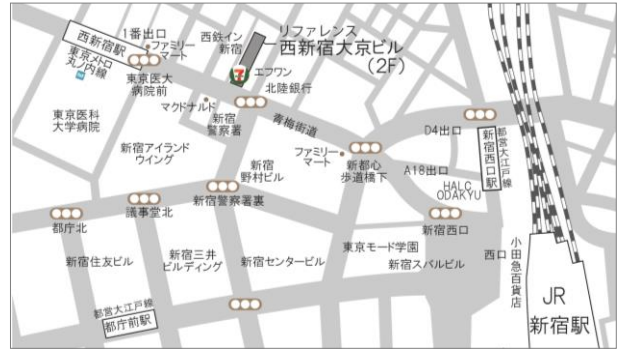 1番出口
西新宿駅
ファミリー
マート
東京メトロ
丸ノ内線
東京医大
病院前
西鉄イン
新宿
リファレンス
西新宿大京ビル
(2F)
エフワン
北陸銀行
マクドナルド
新宿
警察署
青梅街道
東京医科
大学病院
新宿アイランド
ウイング
ファミリー
マート
新都心
歩道橋下
D4出口
新宿西口駅
都営大江戸線
A18出口
HALC
ODAKYU
新宿
野村ビル
新宿警察署裏
議事堂北
都庁北
新宿西口
東京モード学園
新宿スバルビル
西口
小田急百貨店
JR
新宿駅
新宿住友ビル
新宿三井
ビルディング
新宿センタービル
都営大江戸線
都庁前駅